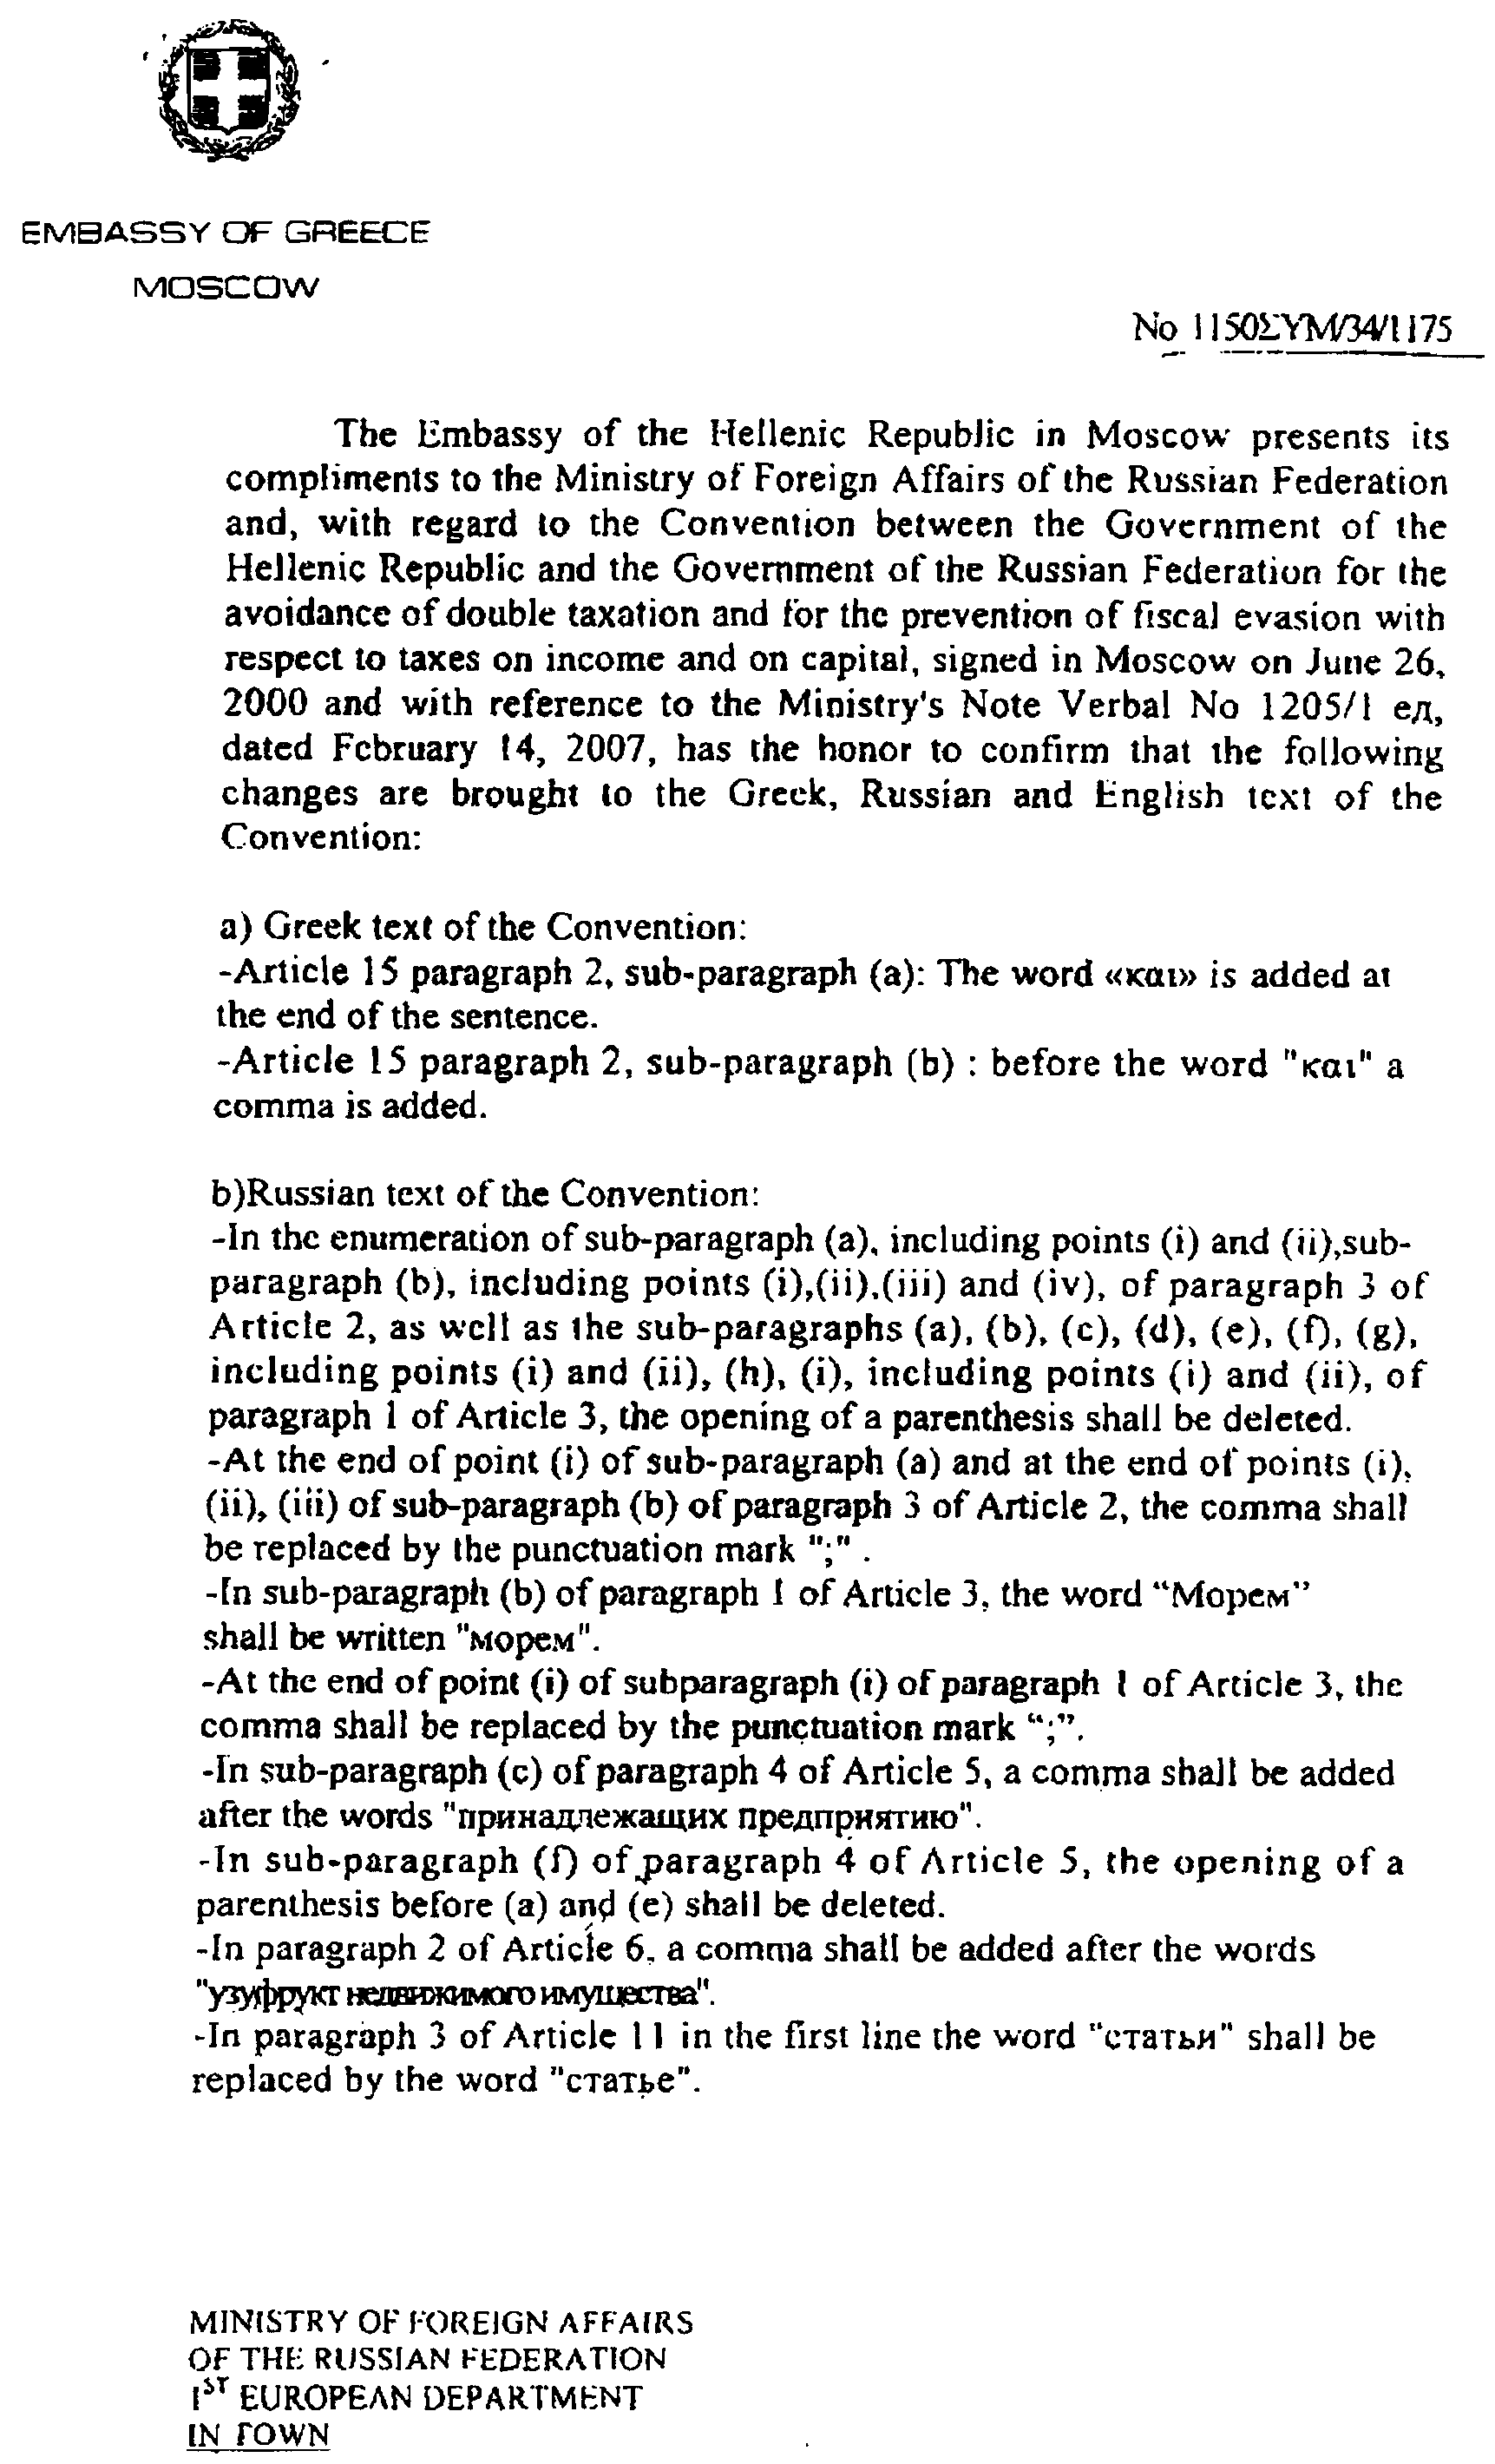 EMBASSY OF GREECE
MOSCOW
No 1150ΣΥΜ/34/1175
The Embassy of the Hellenic Republic in Moscow presents its
compliments to the Ministry of Foreign Affairs of the Russian Federation
and, with regard to the Convention between the Government of the
Hellenic Republic and the Government of the Russian Federation for the
avoidance of double taxation and for the prevention of fiscal evasion with
respect to taxes on income and on capital, signed in Moscow on June 26,
2000 and with reference to the Ministry's Note Verbal No 1205/1 ед,
dated February 14, 2007, has the honor to confirm that the following
changes are brought to the Greek, Russian and English text of the
Convention:
a) Greek text of the Convention:
-Article 15 paragraph 2, sub-paragraph (a): The word «και» is added at
the end of the sentence.
-Article 15 paragraph 2, sub-paragraph (b) : before the word "και" a
comma is added.
b)Russian text of the Convention:
-In the enumeration of sub-paragraph (a), including points (i) and (ii),sub-
paragraph (b), including points (i),(ii),(iii) and (iv), of paragraph 3 of
Article 2, as well as the sub-paragraphs (a), (b), (c), (d), (e), (f), (g),
including points (i) and (ii), (h), (i), including points (i) and (ii), of
paragraph 1 of Article 3, the opening of a parenthesis shall be deleted.
-At the end of point (i) of sub-paragraph (a) and at the end of points (i),
(ii), (iii) of sub-paragraph (b) of paragraph 3 of Article 2, the comma shall
be replaced by the punctuation mark ";" .
-In sub-paragraph (b) of paragraph 1 of Article 3, the word “Морем”
shall be written "морем".
-At the end of point (i) of subparagraph (i) of paragraph 1 of Article 3, the
comma shall be replaced by the punctuation mark “;”.
-In sub-paragraph (c) of paragraph 4 of Article 5, a comma shall be added
after the words "принадлежащих предприятию".
-In sub-paragraph (f) of paragraph 4 of Article 5, the opening of a
parenthesis before (a) and (e) shall be deleted.
-In paragraph 2 of Article 6, a comma shall be added after the words
"узуфрукт недвижимого имущества".
-In paragraph 3 of Article 11 in the first line the word "статьи" shall be
replaced by the word "статье".
MINISTRY OF FOREIGN AFFAIRS
OF THE RUSSIAN FEDERATION
1ST EUROPEAN DEPARTMENT
IN TOWN